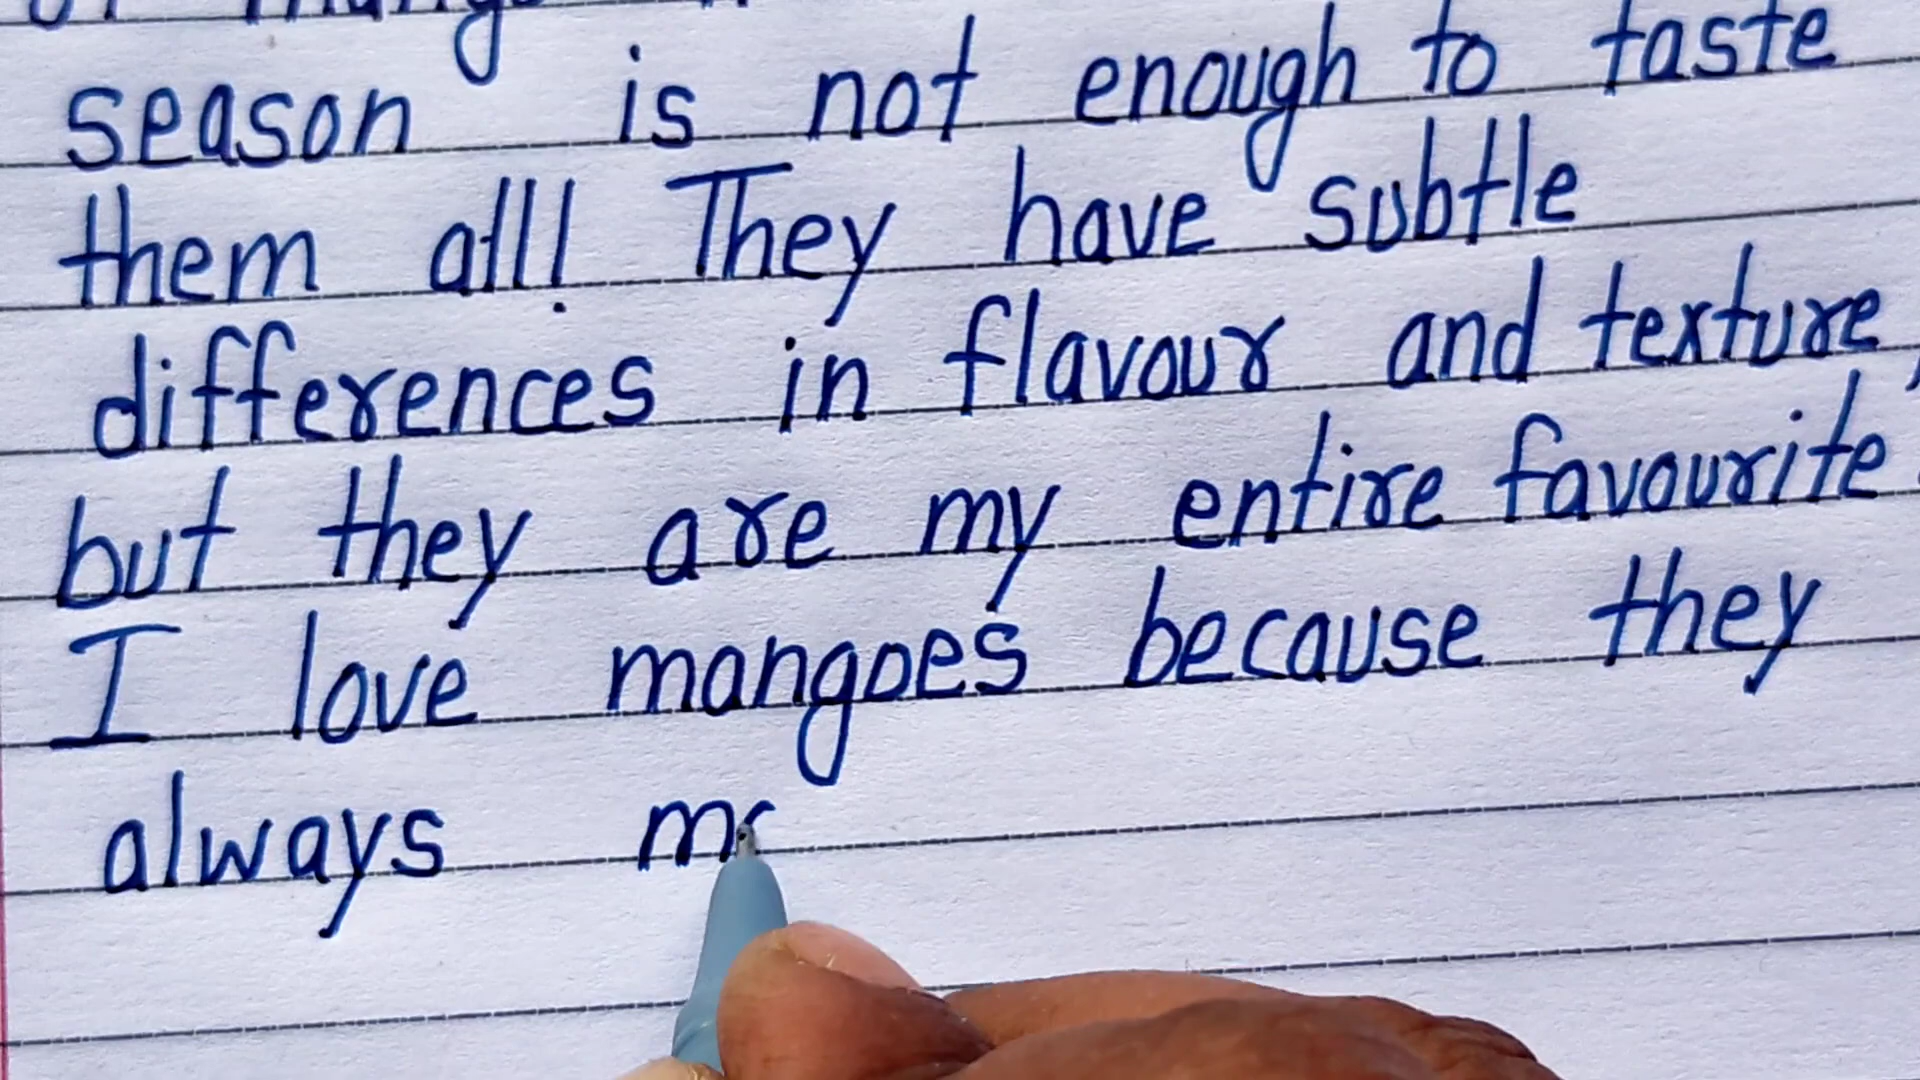 season is not enough to taste
them all! They have subtle
differences in flavour and texture,
but they are my entire favourite.
I love mangoes because they
always